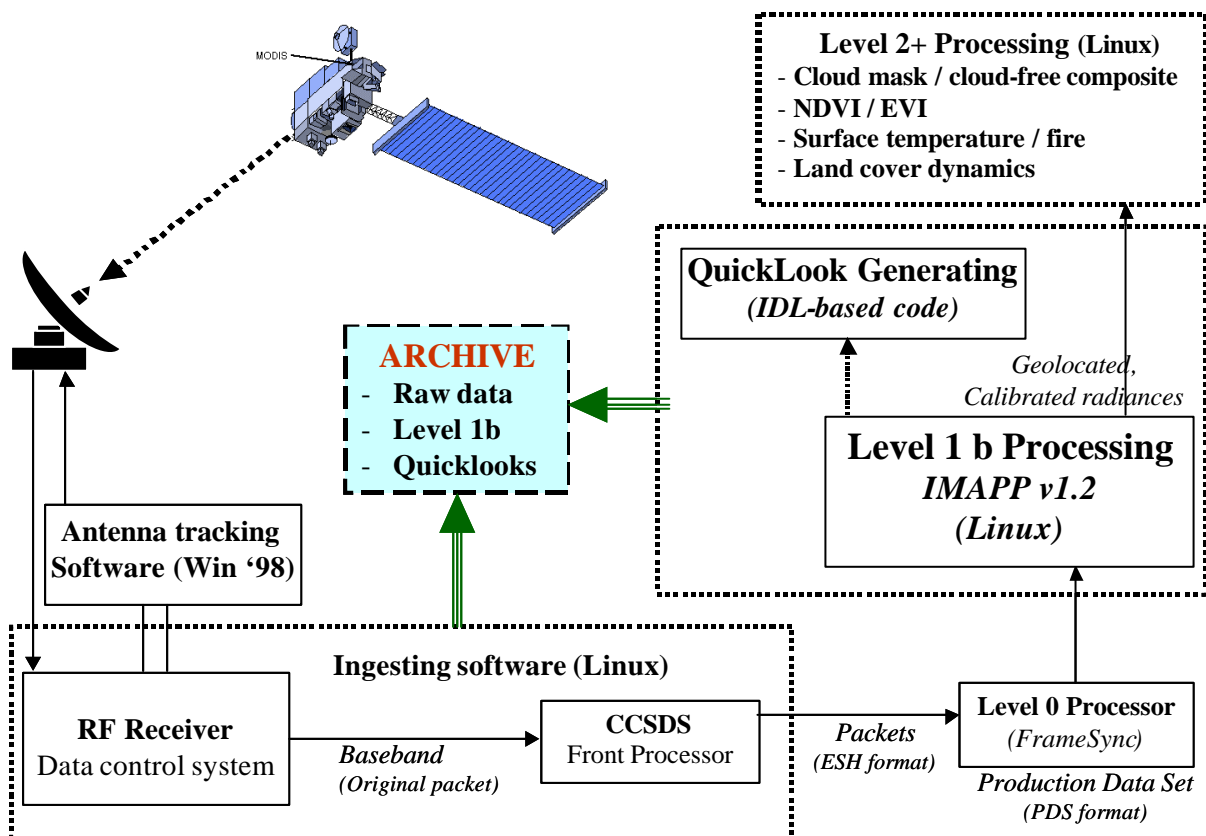 MODIS
Level 2+ Processing (Linux)
- Cloud mask / cloud-free composite
- NDVI / EVI
- Surface temperature / fire
- Land cover dynamics
QuickLook Generating
(IDL-based code)
ARCHIVE
- Raw data
- Level 1b
- Quicklooks
Geolocated,
Calibrated radiances
Level 1 b Processing
IMAPP v1.2
(Linux)
Antenna tracking
Software (Win ‘98)
Ingesting software (Linux)
RF Receiver
Data control system
Baseband
(Original packet)
CCSDS
Front Processor
Packets
(ESH format)
Level 0 Processor
(FrameSync)
Production Data Set
(PDS format)